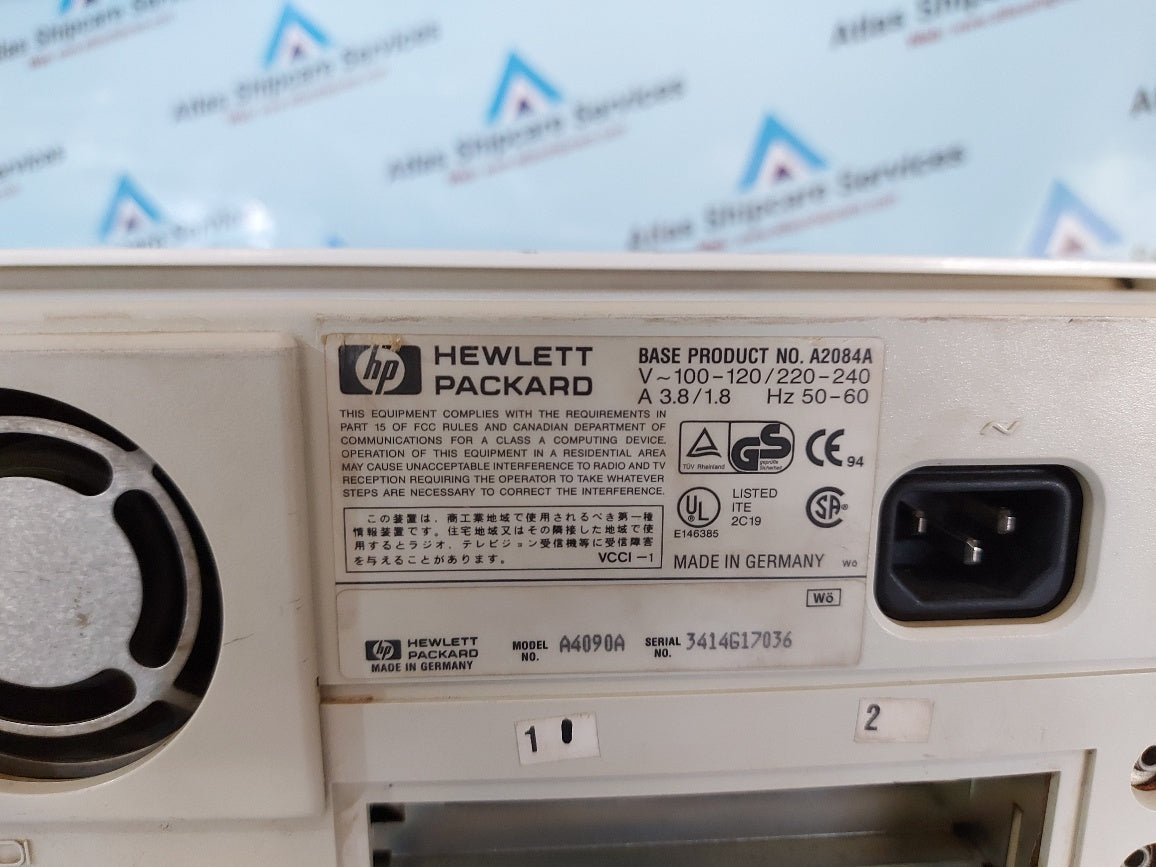 Atlas Shipcare Services
Atlas Shipcare Services
Atlas Shipcare Services
hp HEWLETT
PACKARD
BASE PRODUCT NO. A2084A
V~100-120/220-240
A 3.8/1.8 Hz 50-60
THIS EQUIPMENT COMPLIES WITH THE REQUIREMENTS IN
PART 15 OF FCC RULES AND CANADIAN DEPARTMENT OF
COMMUNICATIONS FOR A CLASS A COMPUTING DEVICE.
OPERATION OF THIS EQUIPMENT IN A RESIDENTIAL AREA
MAY CAUSE UNACCEPTABLE INTERFERENCE TO RADIO AND TV
RECEPTION REQUIRING THE OPERATOR TO TAKE WHATEVER
STEPS ARE NECESSARY TO CORRECT THE INTERFERENCE.
TÜV Rheinland
GS
geprüfte
Sicherheit
CE 94
UL
E146385
LISTED
ITE
2C19
SA
この装置は、商工業地域で使用されるべき第一種
情報装置です。住宅地域又はその隣接した地域で使
用するとラジオ、テレビジョン受信機等に受信障害
を与えることがあります。 VCCI-1
MADE IN GERMANY Wö
Wö
hp HEWLETT
PACKARD
MADE IN GERMANY
MODEL
NO. A4090A
SERIAL
NO. 3414G17036
1
2